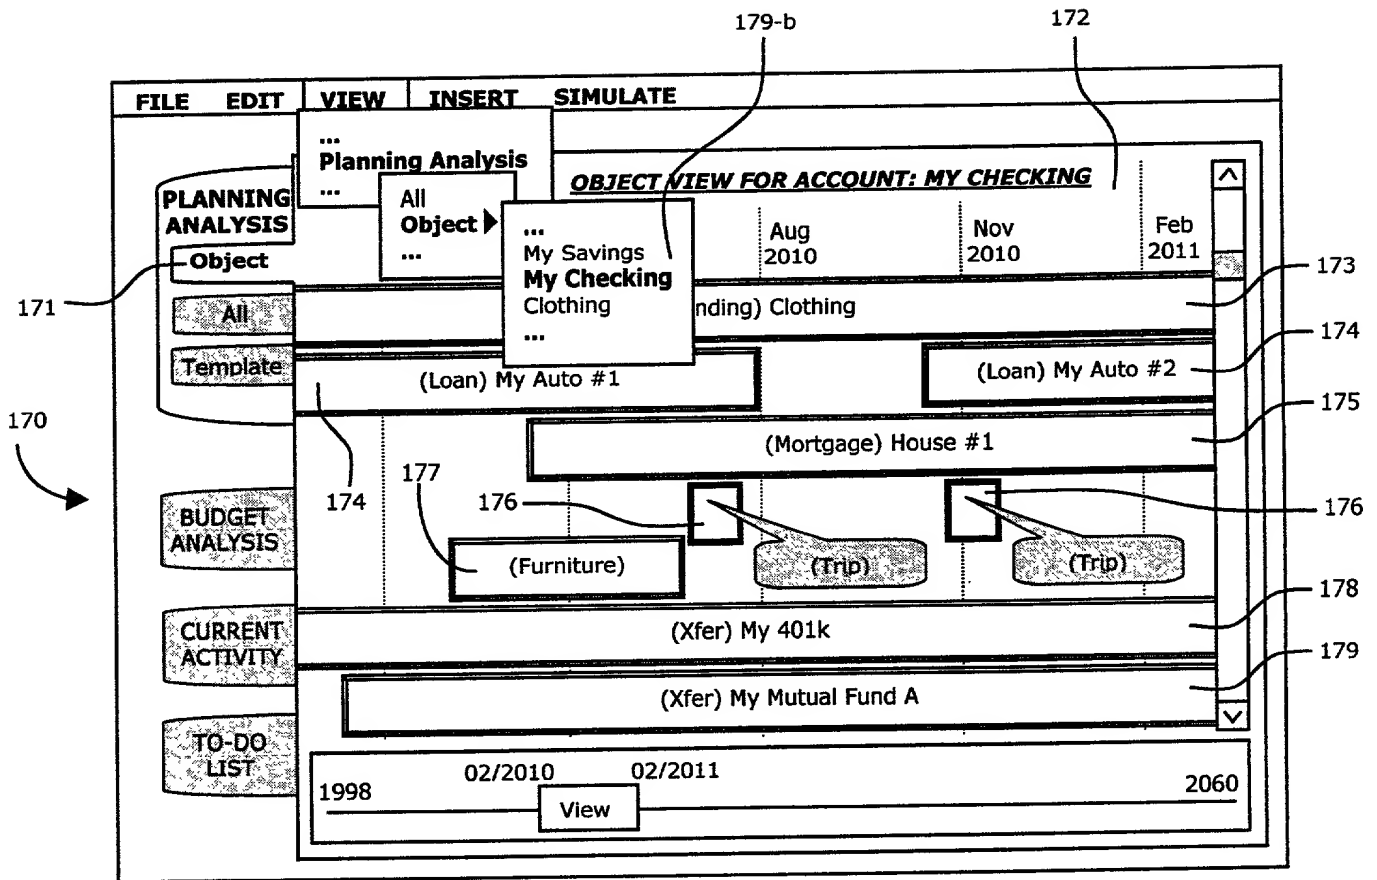 179-b
172
FILE EDIT VIEW INSERT SIMULATE
...
Planning Analysis
...
All
Object
...
...
My Savings
My Checking
Clothing
...
OBJECT VIEW FOR ACCOUNT: MY CHECKING
PLANNING
ANALYSIS
Object
All
Template
171
Aug
2010
Nov
2010
Feb
2011
173
nding) Clothing
174
(Loan) My Auto #1
(Loan) My Auto #2
175
170
(Mortgage) House #1
177
174
176
176
BUDGET
ANALYSIS
(Furniture)
(Trip)
(Trip)
178
CURRENT
ACTIVITY
(Xfer) My 401k
179
(Xfer) My Mutual Fund A
TO-DO
LIST
02/2010
02/2011
1998
View
2060